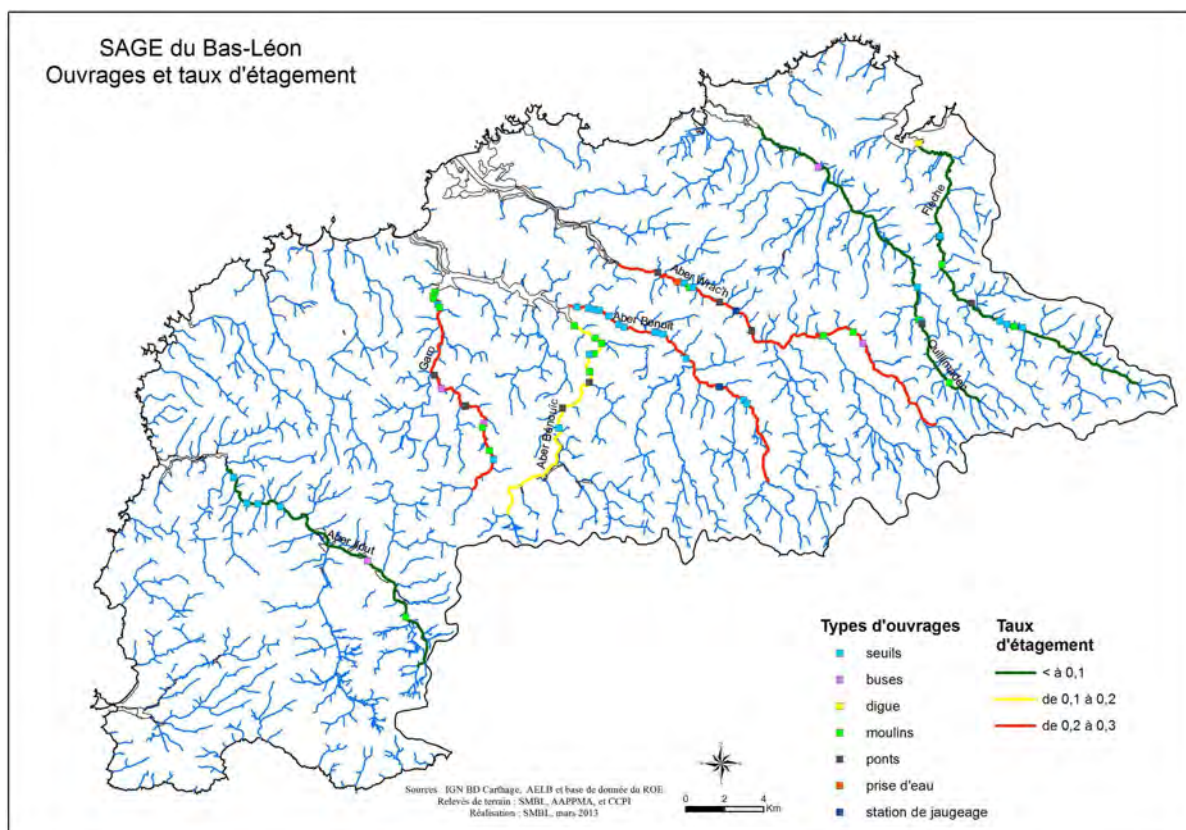 SAGE du Bas-Léon
Ouvrages et taux d'étagement
Flèche
Aber Wrac'h
Aber Benoît
Garo
Quillimadec
Aber Bénouïc
Aber Ildut
Types d'ouvrages
seuils
buses
digue
moulins
ponts
prise d'eau
station de jaugeage
Taux
d'étagement
< à 0,1
de 0,1 à 0,2
de 0,2 à 0,3
Sources : IGN BD Carthage, AELB et base de donnée du ROE
Relevés de terrain : SMBL, AAPPMA, et CCPI
Réalisation : SMBL, mars 2013
0 2 4
Km